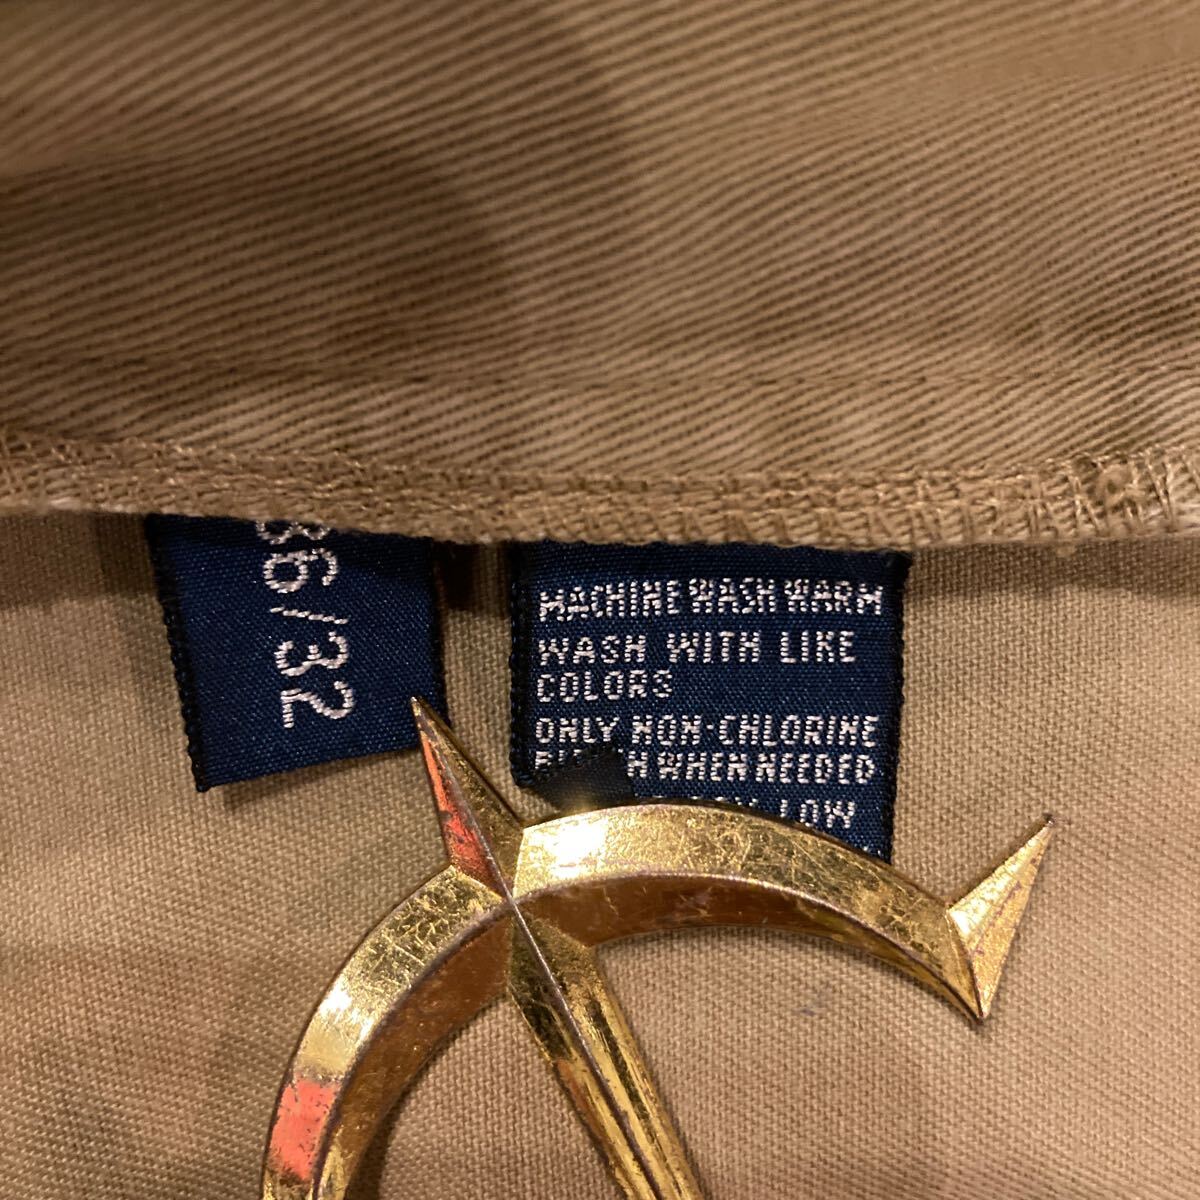 36/32
MACHINE WASH WARM
WASH WITH LIKE
COLORS
ONLY NON-CHLORINE
WHEN NEEDED
LOW